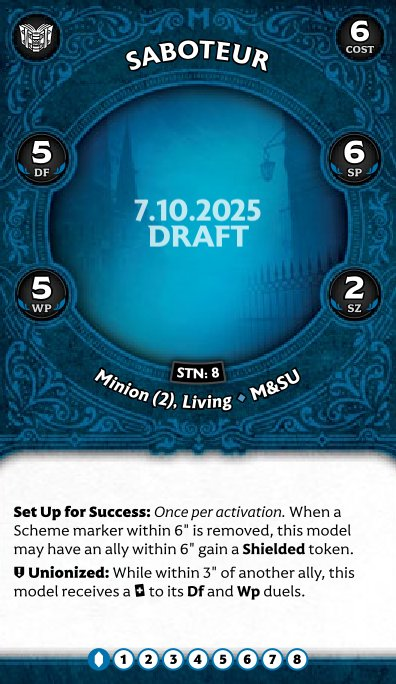 SABOTEUR
6
COST
5
DF
6
SP
7.10.2025
DRAFT
5
WP
2
SZ
STN: 8
Minion (2), Living ♦ M&SU
Set Up for Success: Once per activation. When a
Scheme marker within 6" is removed, this model
may have an ally within 6" gain a Shielded token.
Unionized: While within 3" of another ally, this
model receives a to its Df and Wp duels.
1 2 3 4 5 6 7 8